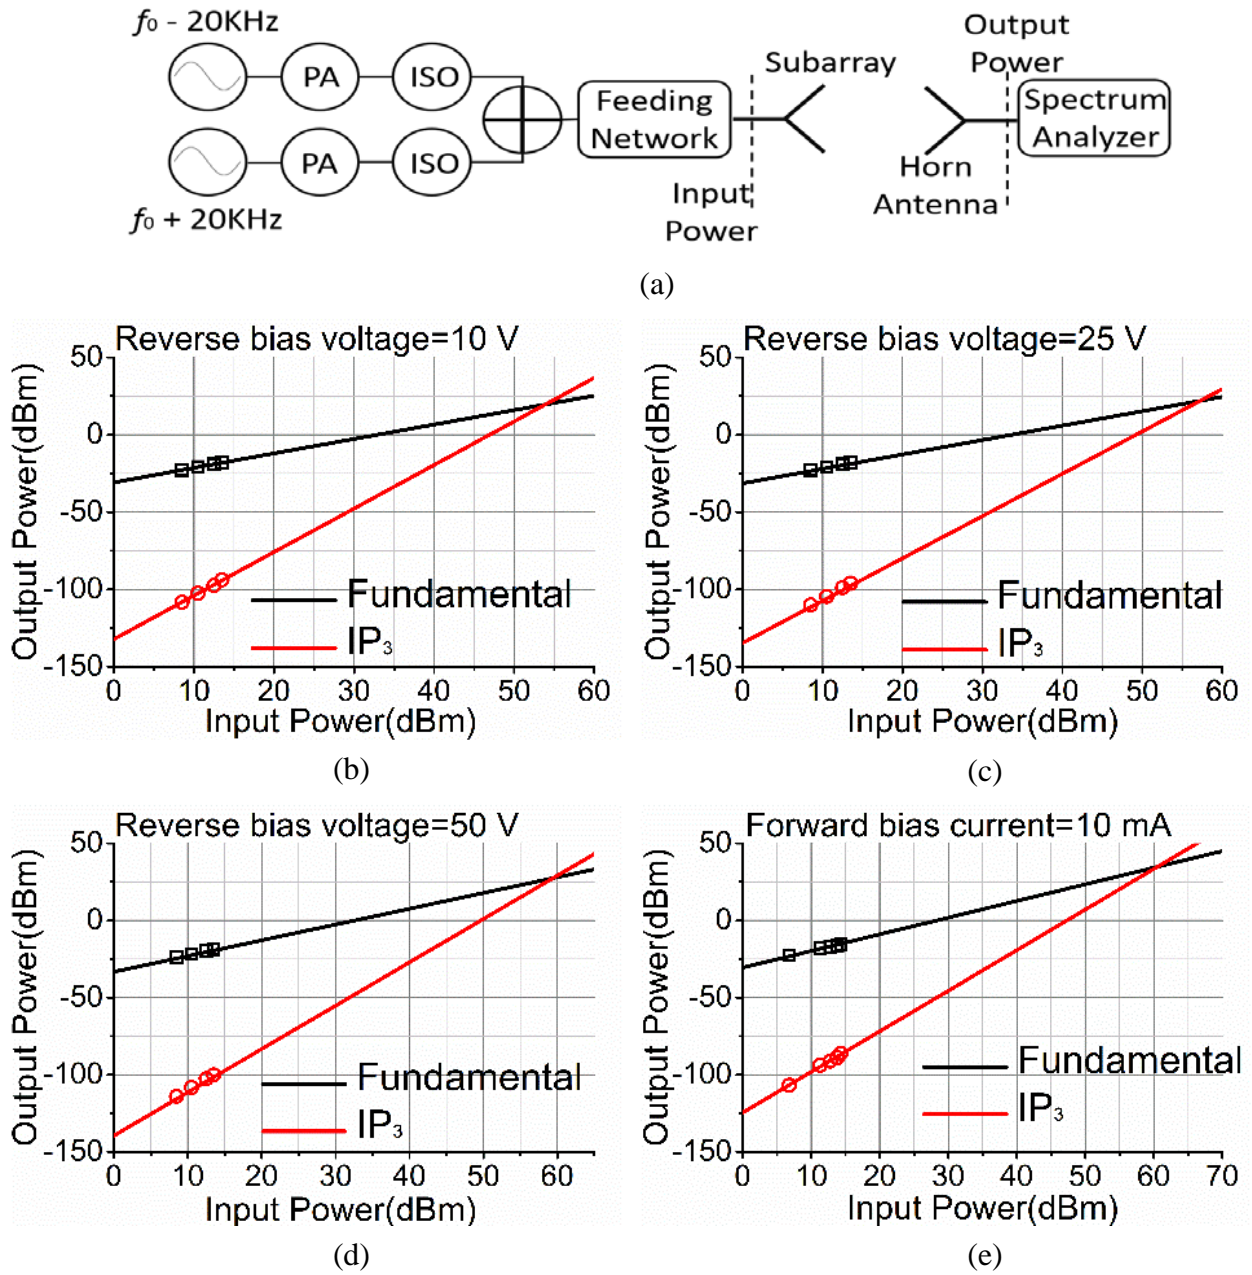 f0 - 20KHz
PA
ISO
Feeding
Network
Subarray
Output
Power
Spectrum
Analyzer
PA
ISO
f0 + 20KHz
Input
Power
Horn
Antenna
(a)
Reverse bias voltage=10 V
Output Power(dBm)
50
0
-50
-100
-150
Fundamental
IP3
0 10 20 30 40 50 60
Input Power(dBm)
(b)
Reverse bias voltage=25 V
Output Power(dBm)
50
0
-50
-100
-150
Fundamental
IP3
0 10 20 30 40 50 60
Input Power(dBm)
(c)
Reverse bias voltage=50 V
Output Power(dBm)
50
0
-50
-100
-150
Fundamental
IP3
0 10 20 30 40 50 60
Input Power(dBm)
(d)
Forward bias current=10 mA
Output Power(dBm)
50
0
-50
-100
-150
Fundamental
IP3
0 10 20 30 40 50 60 70
Input Power(dBm)
(e)